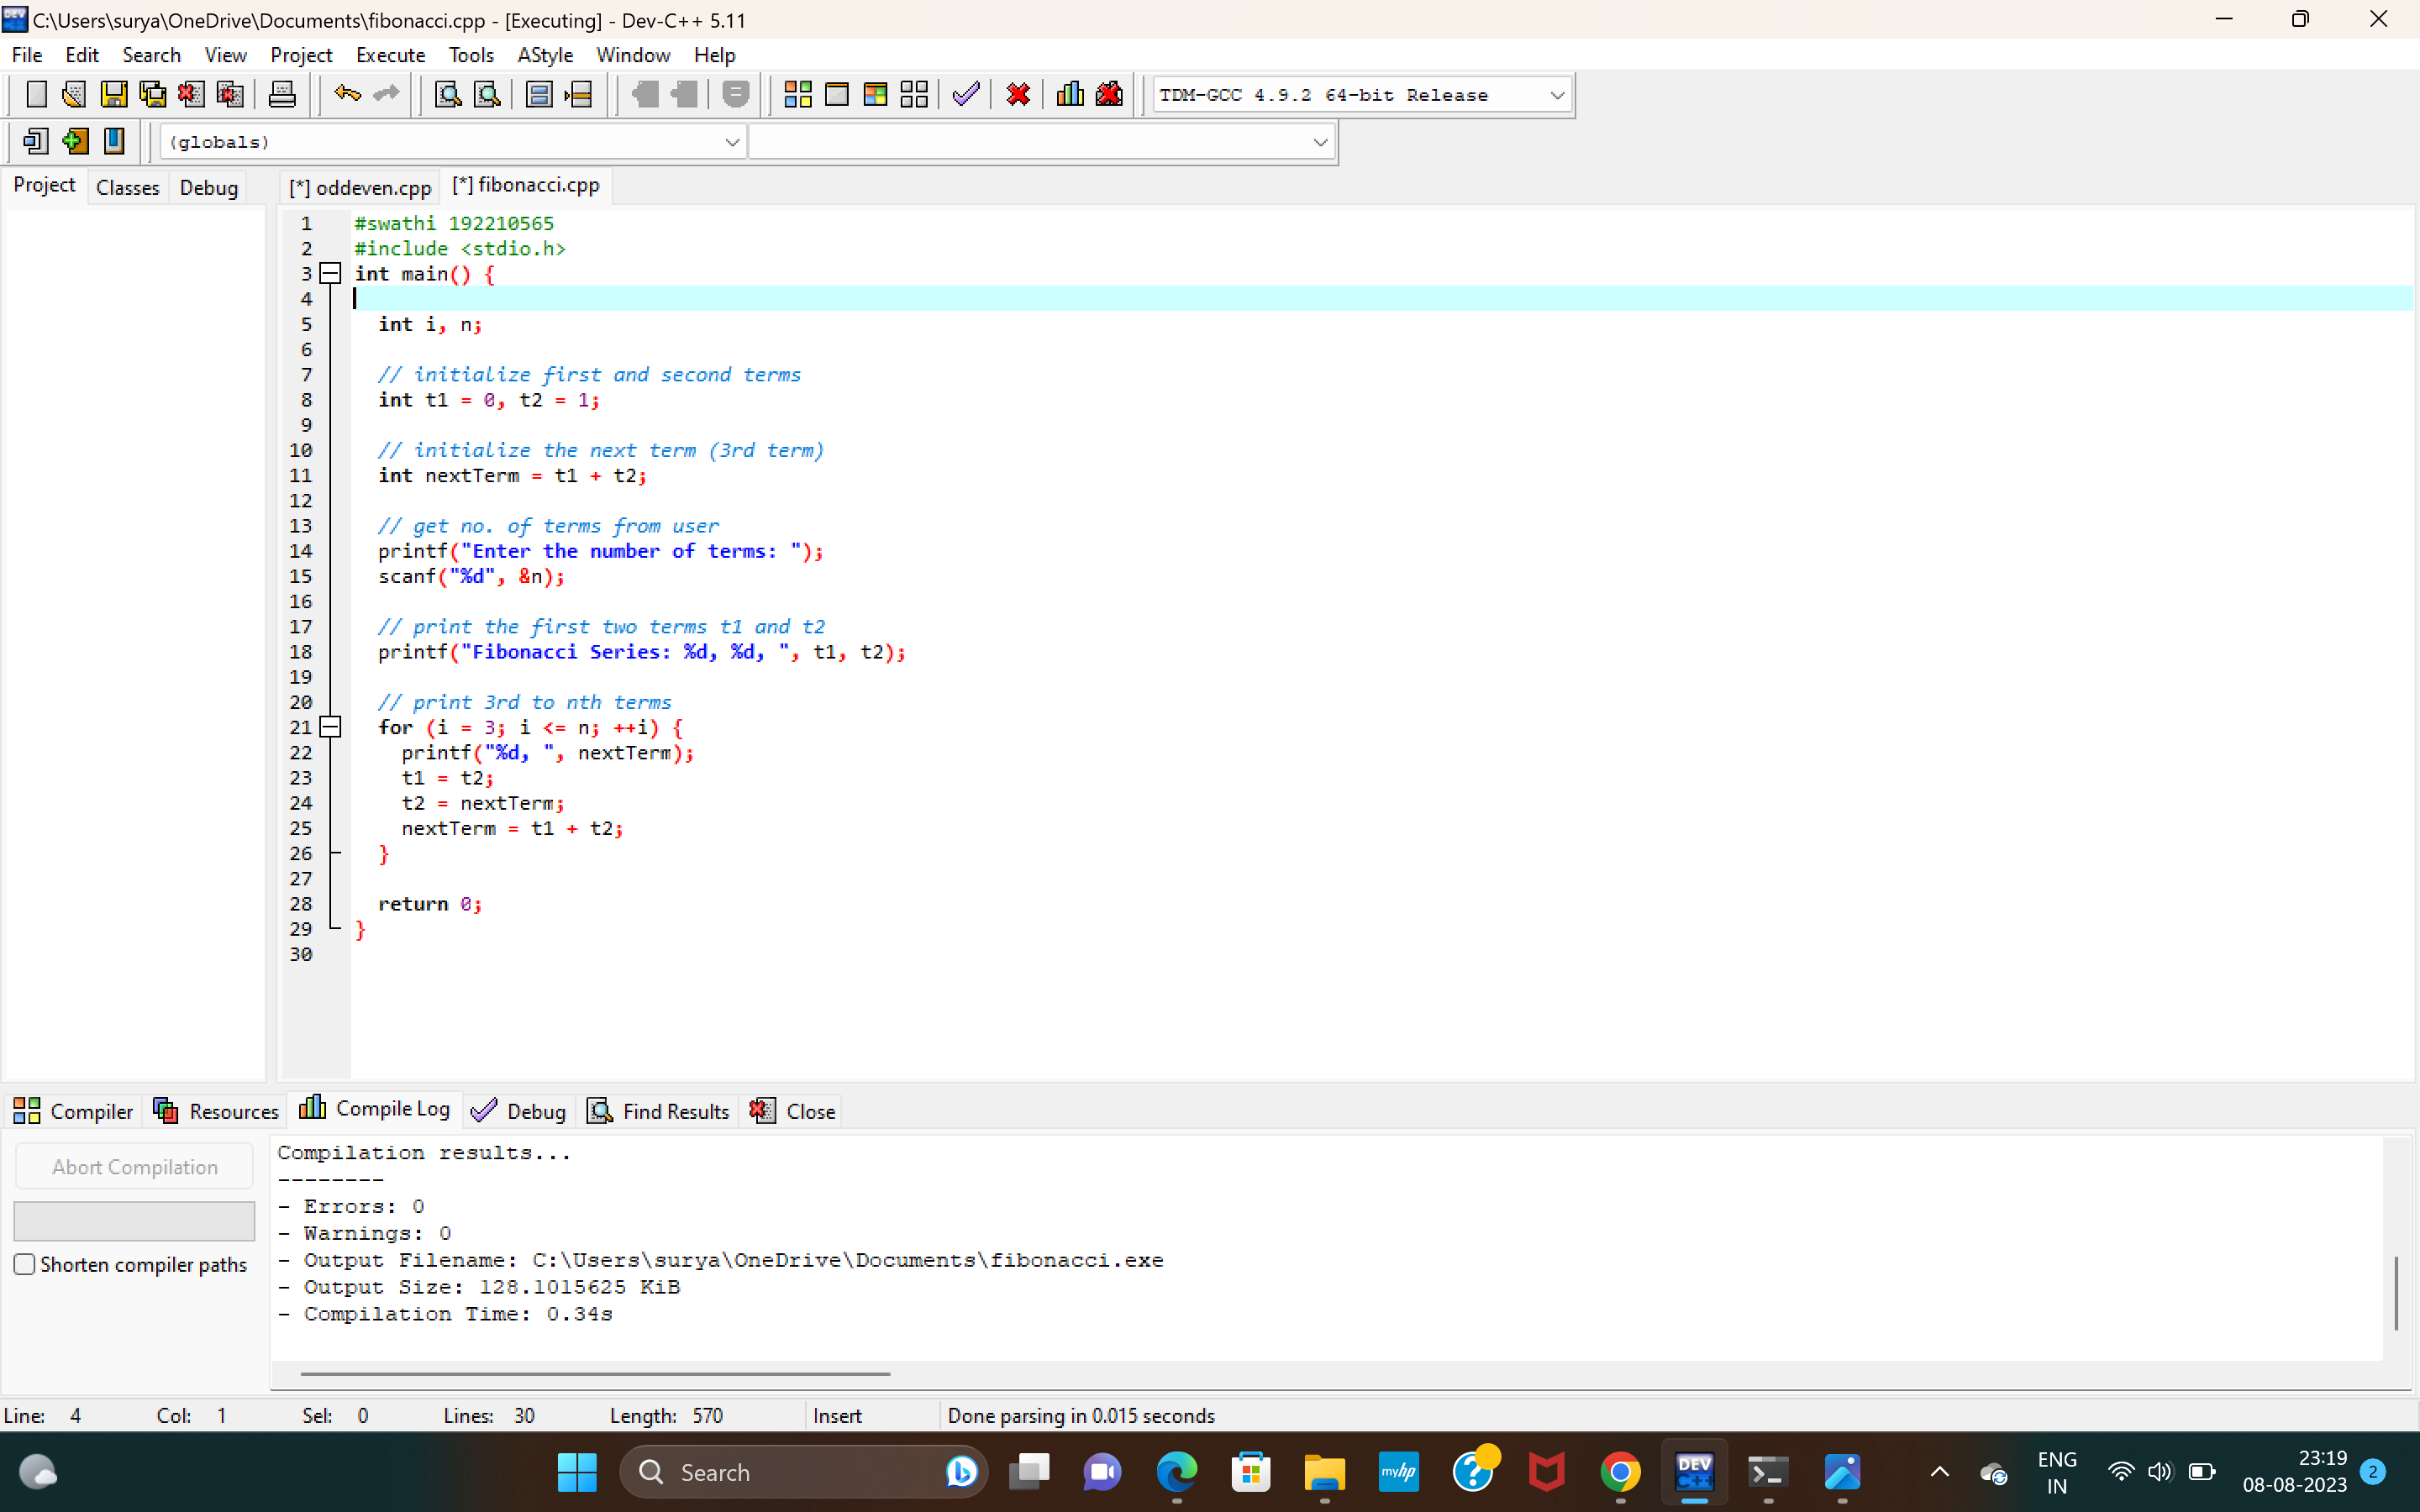 C:\Users\surya\OneDrive\Documents\fibonacci.cpp - [Executing] - Dev-C++ 5.11
File Edit Search View Project Execute Tools AStyle Window Help
TDM-GCC 4.9.2 64-bit Release
(globals)
Project Classes Debug [*] oddeven.cpp [*] fibonacci.cpp
1 #swathi 192210565
2 #include <stdio.h>
3 int main() {
4
5 int i, n;
6
7 // initialize first and second terms
8 int t1 = 0, t2 = 1;
9
10 // initialize the next term (3rd term)
11 int nextTerm = t1 + t2;
12
13 // get no. of terms from user
14 printf("Enter the number of terms: ");
15 scanf("%d", &n);
16
17 // print the first two terms t1 and t2
18 printf("Fibonacci Series: %d, %d, ", t1, t2);
19
20 // print 3rd to nth terms
21 for (i = 3; i <= n; ++i) {
22 printf("%d, ", nextTerm);
23 t1 = t2;
24 t2 = nextTerm;
25 nextTerm = t1 + t2;
26 }
27
28 return 0;
29 }
30
Compiler Resources Compile Log Debug Find Results Close
Abort Compilation
Shorten compiler paths
Compilation results...
--------
- Errors: 0
- Warnings: 0
- Output Filename: C:\Users\surya\OneDrive\Documents\fibonacci.exe
- Output Size: 128.1015625 KiB
- Compilation Time: 0.34s
Line: 4 Col: 1 Sel: 0 Lines: 30 Length: 570 Insert Done parsing in 0.015 seconds
Search
myhp
DEV C++
ENG
IN
23:19
08-08-2023
2